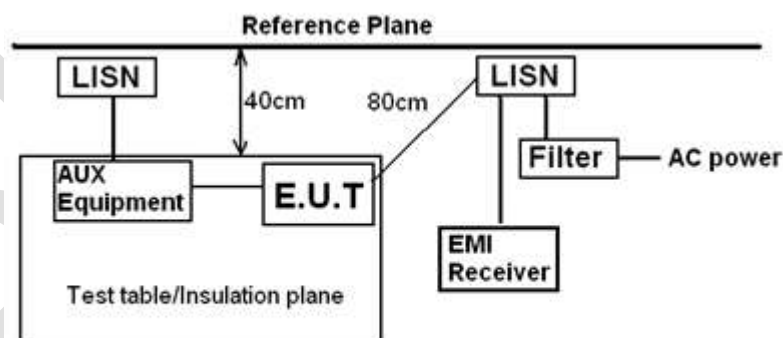 Reference Plane
LISN
40cm
80cm
LISN
Filter
AC power
AUX
Equipment
E.U.T
EMI
Receiver
Test table/Insulation plane